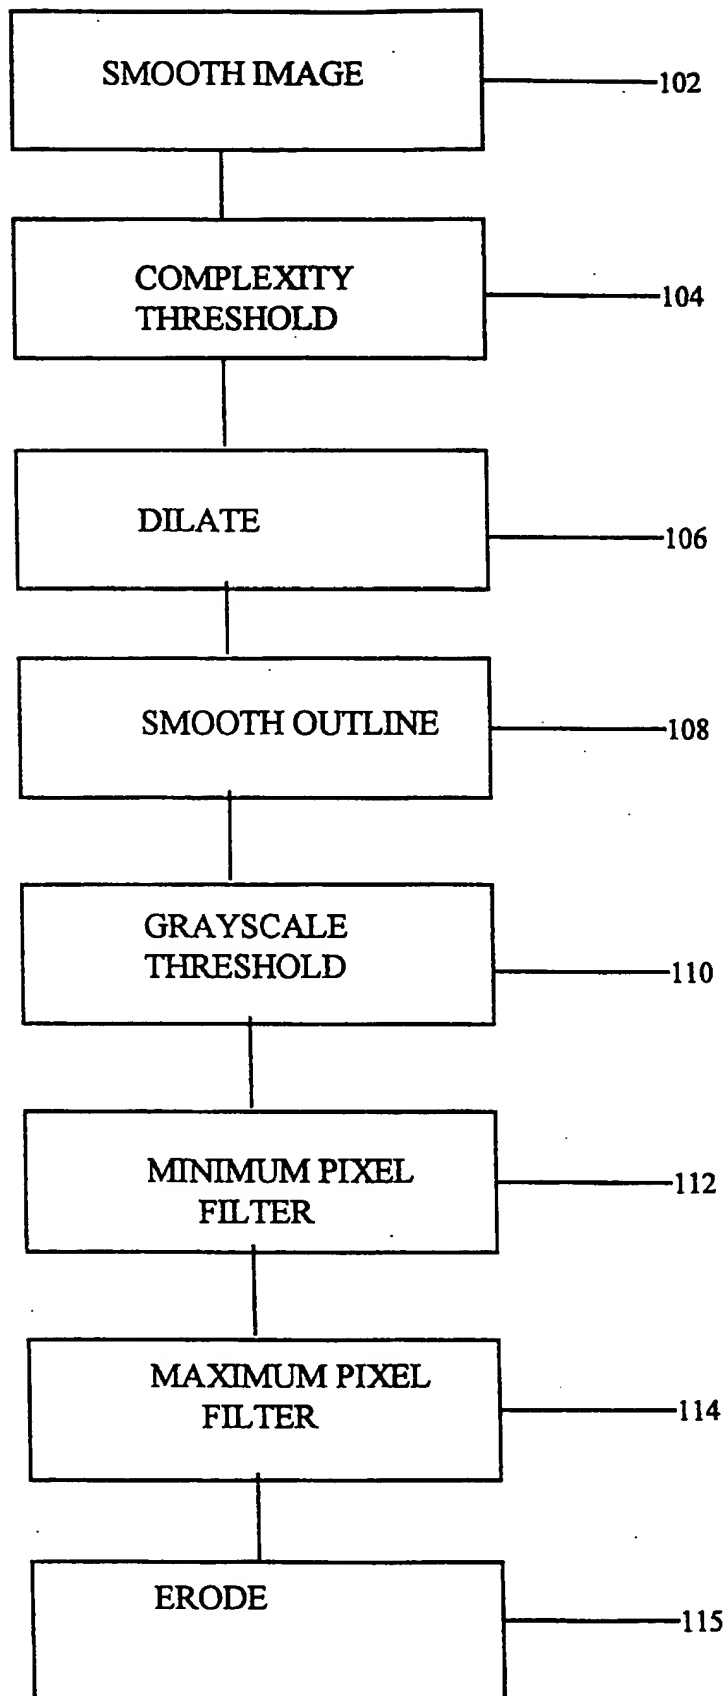 SMOOTH IMAGE
102
COMPLEXITY
THRESHOLD
104
DILATE
106
SMOOTH OUTLINE
108
GRAYSCALE
THRESHOLD
110
MINIMUM PIXEL
FILTER
112
MAXIMUM PIXEL
FILTER
114
ERODE
115